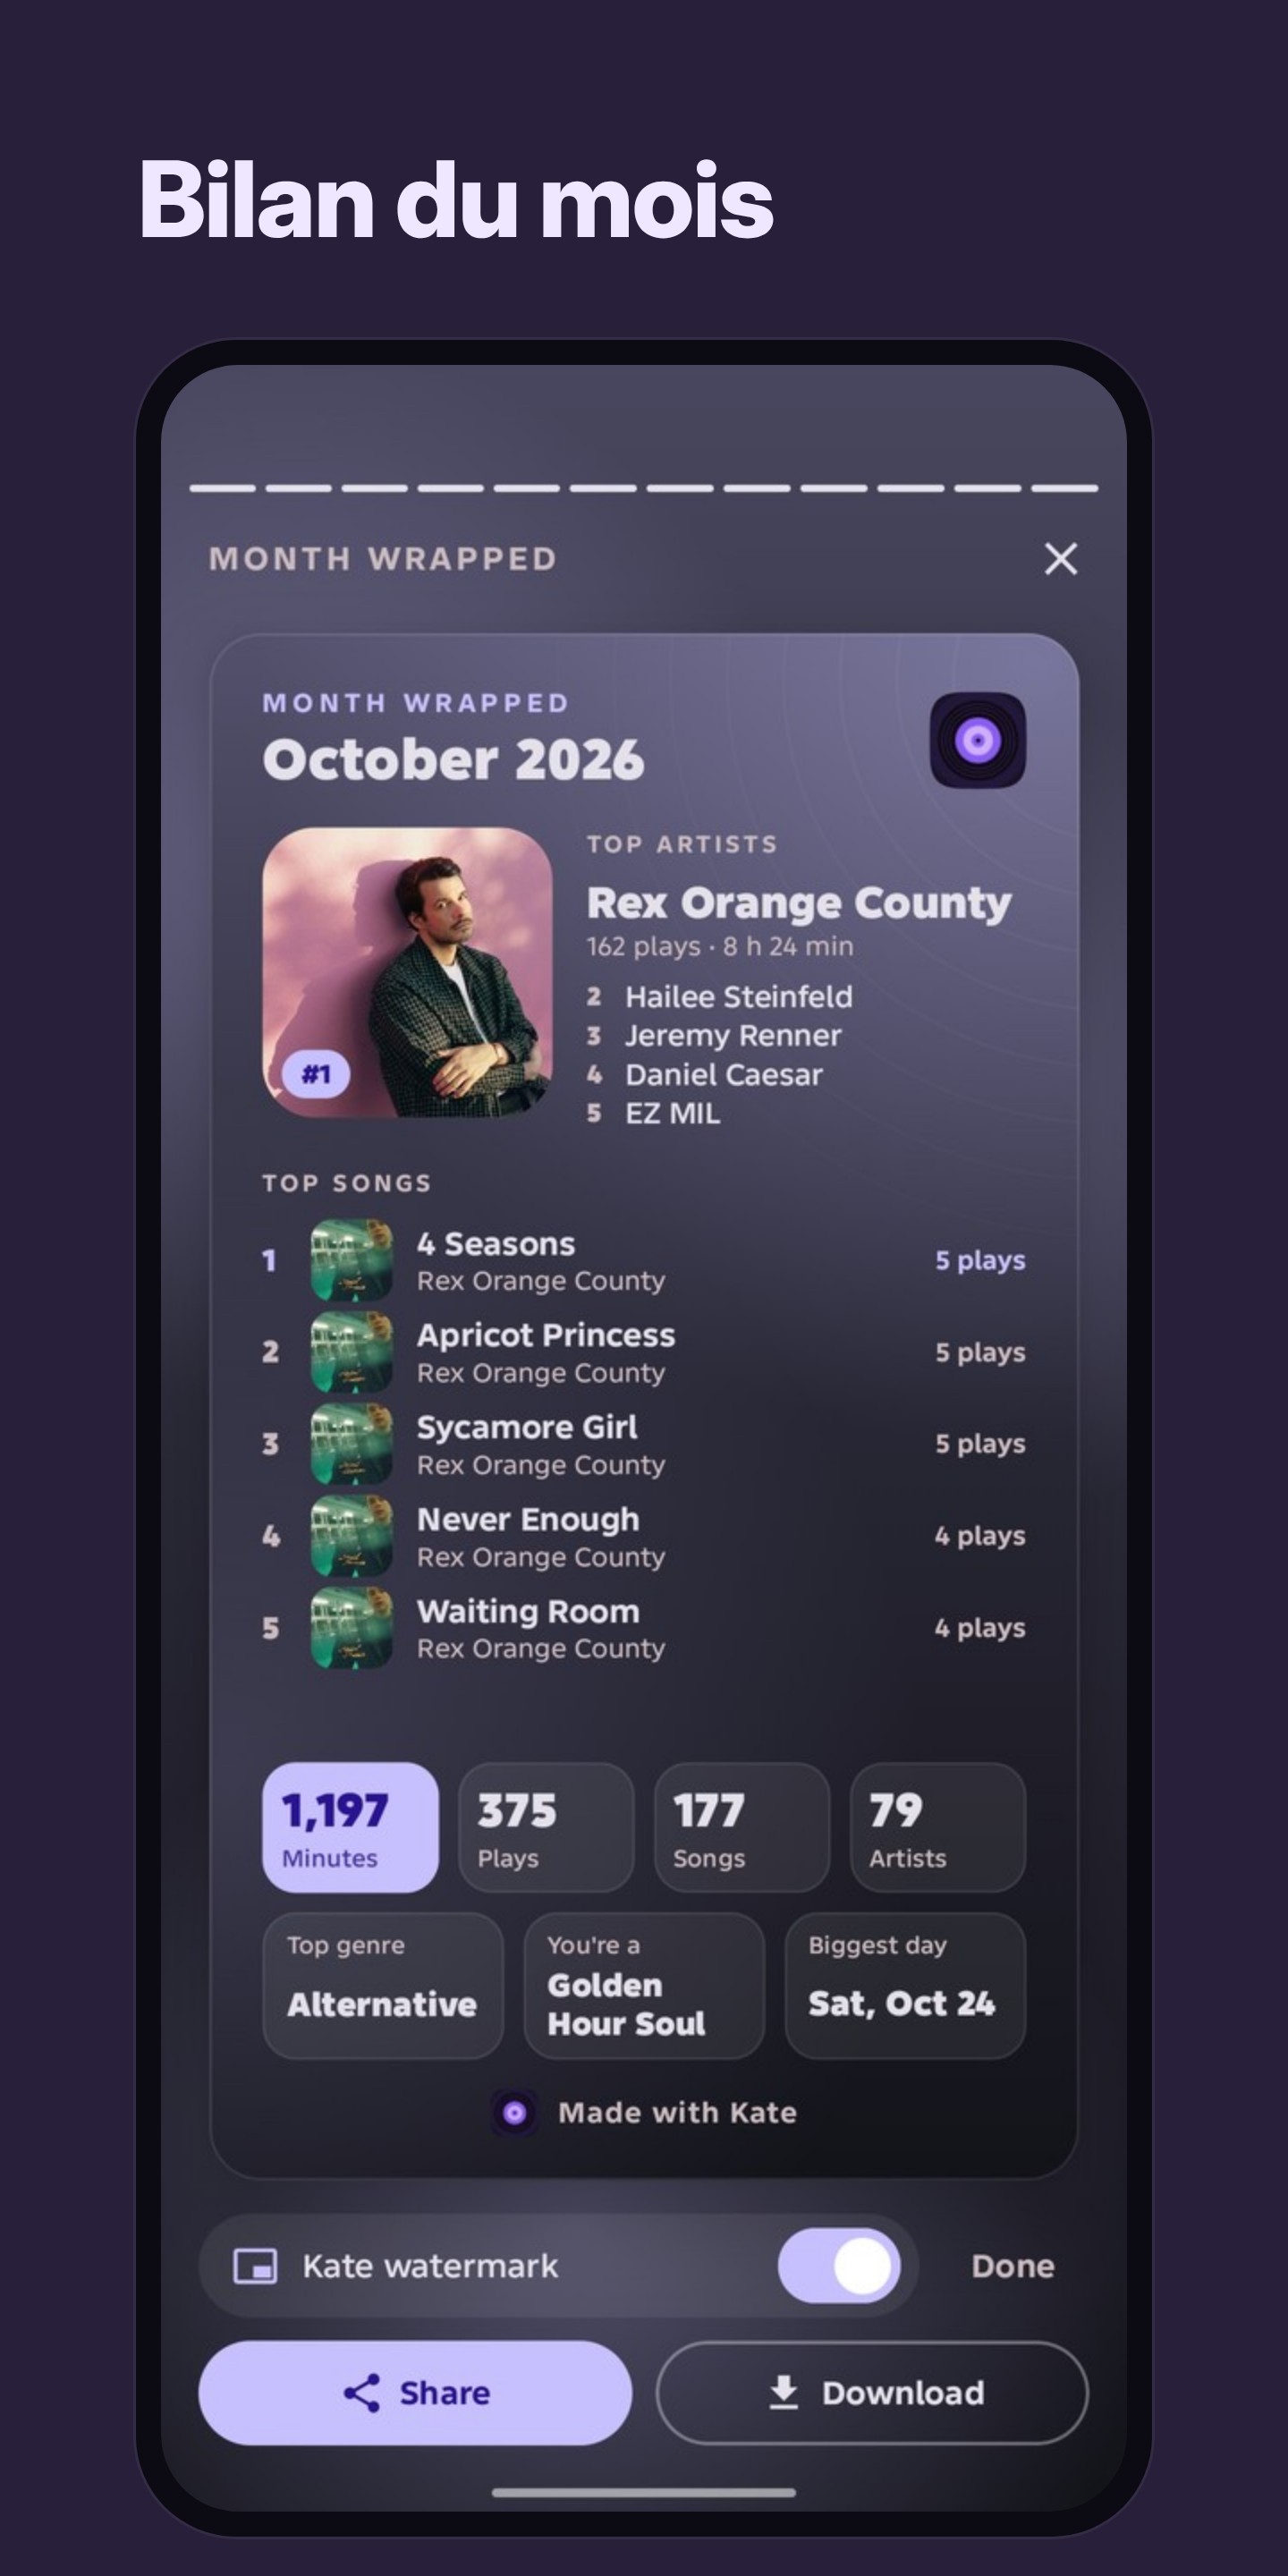 Bilan du mois
MONTH WRAPPED
MONTH WRAPPED
October 2026
TOP ARTISTS
Rex Orange County
162 plays · 8 h 24 min
2 Hailee Steinfeld
3 Jeremy Renner
4 Daniel Caesar
5 EZ MIL
#1
TOP SONGS
1 4 Seasons 5 plays
Rex Orange County
2 Apricot Princess 5 plays
Rex Orange County
3 Sycamore Girl 5 plays
Rex Orange County
4 Never Enough 4 plays
Rex Orange County
5 Waiting Room 4 plays
Rex Orange County
1,197 375 177 79
Minutes Plays Songs Artists
Top genre You're a Biggest day
Alternative Golden Hour Soul Sat, Oct 24
Made with Kate
Kate watermark Done
Share Download